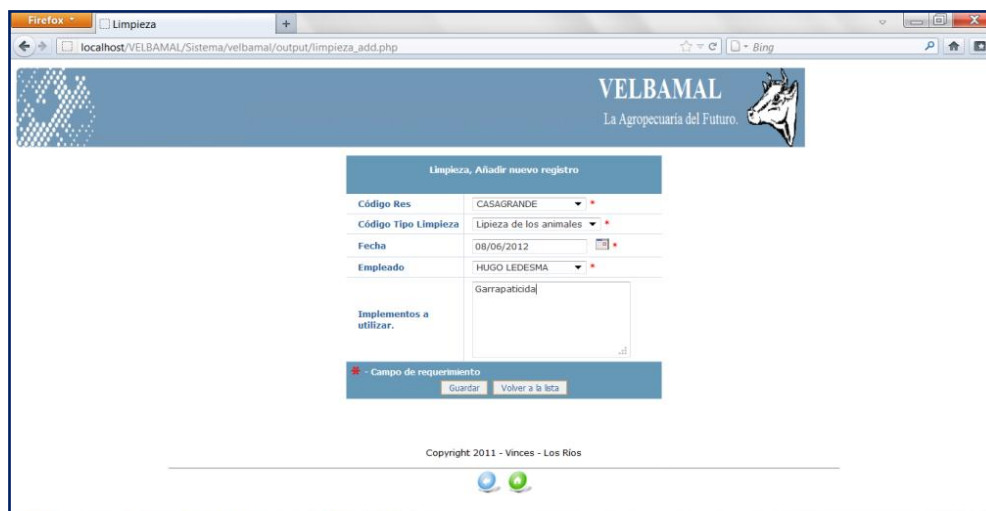 Firefox
Limpieza
localhost/VELBAMAL/Sistema/velbamal/output/limpieza_add.php
Bing
VELBAMAL
La Agropecuaria del Futuro.
Limpieza, Añadir nuevo registro
Código Res CASAGRANDE *
Código Tipo Limpieza Lipieza de los animales *
Fecha 08/06/2012 *
Empleado HUGO LEDESMA *
Implementos a utilizar. Garrapaticida
* - Campo de requerimiento
Guardar Volver a la lista
Copyright 2011 - Vinces - Los Ríos